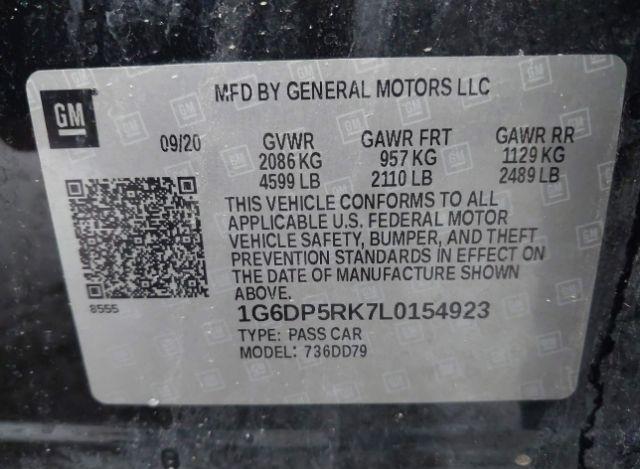 MFD BY GENERAL MOTORS LLC
GM
09/20
GVWR
2086 KG
4599 LB
GAWR FRT
957 KG
2110 LB
GAWR RR
1129 KG
2489 LB
THIS VEHICLE CONFORMS TO ALL
APPLICABLE U.S. FEDERAL MOTOR
VEHICLE SAFETY, BUMPER, AND THEFT
PREVENTION STANDARDS IN EFFECT ON
THE DATE OF MANUFACTURE SHOWN
ABOVE.
8555
1G6DP5RK7L0154923
TYPE: PASS CAR
MODEL: 736DD79